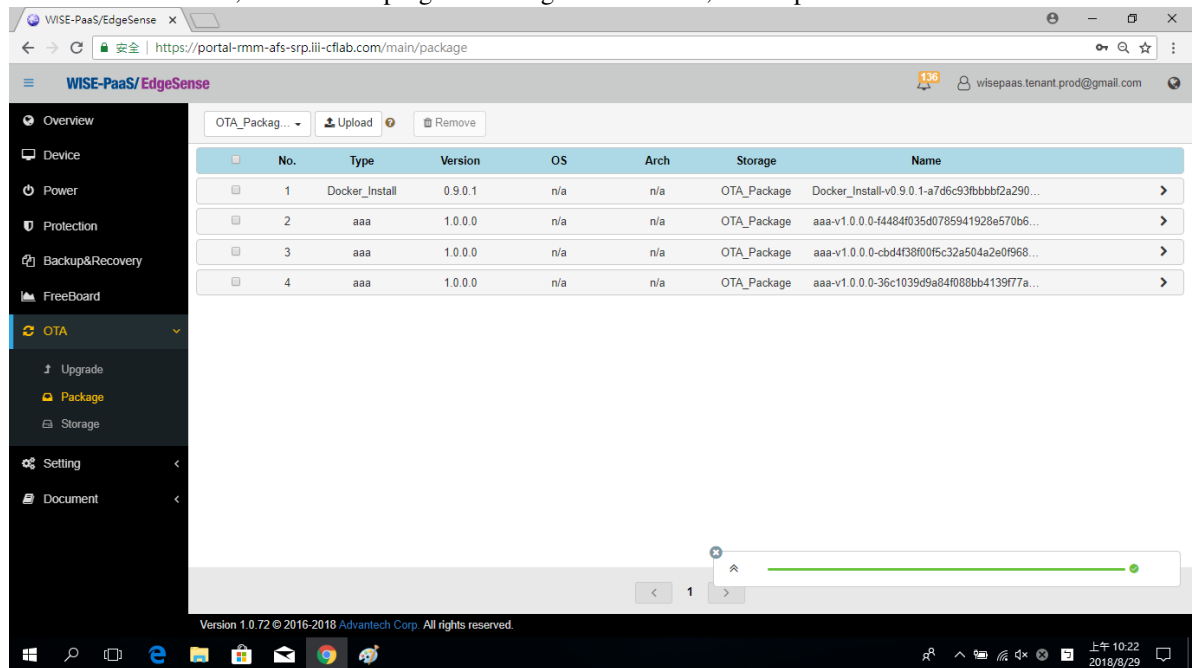 WISE-PaaS/EdgeSense
安全 | https://portal-rmm-afs-srp.iii-cflab.com/main/package
WISE-PaaS/EdgeSense 136 wisepaas.tenant.prod@gmail.com
Overview
Device
Power
Protection
Backup&Recovery
FreeBoard
OTA
Upgrade
Package
Storage
Setting
Document
OTA_Packag... Upload Remove
No. Type Version OS Arch Storage Name
1 Docker_Install 0.9.0.1 n/a n/a OTA_Package Docker_Install-v0.9.0.1-a7d6c93fbbbbf2a290...
2 aaa 1.0.0.0 n/a n/a OTA_Package aaa-v1.0.0.0-f4484f035d0785941928e570b6...
3 aaa 1.0.0.0 n/a n/a OTA_Package aaa-v1.0.0.0-cbd4f38f00f5c32a504a2e0f968...
4 aaa 1.0.0.0 n/a n/a OTA_Package aaa-v1.0.0.0-36c1039d9a84f088bb4139f77a...
< 1 >
Version 1.0.72 © 2016-2018 Advantech Corp. All rights reserved.
上午 10:22
2018/8/29